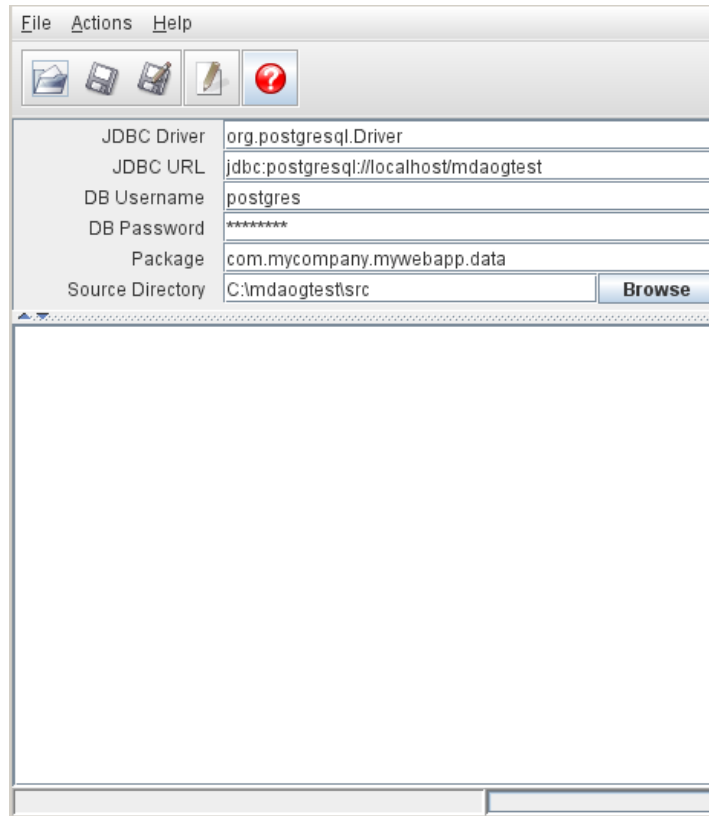 File Actions Help
JDBC Driver org.postgresql.Driver
JDBC URL jdbc:postgresql://localhost/mdaogtest
DB Username postgres
DB Password ********
Package com.mycompany.mywebapp.data
Source Directory C:\mdaogtest\src Browse